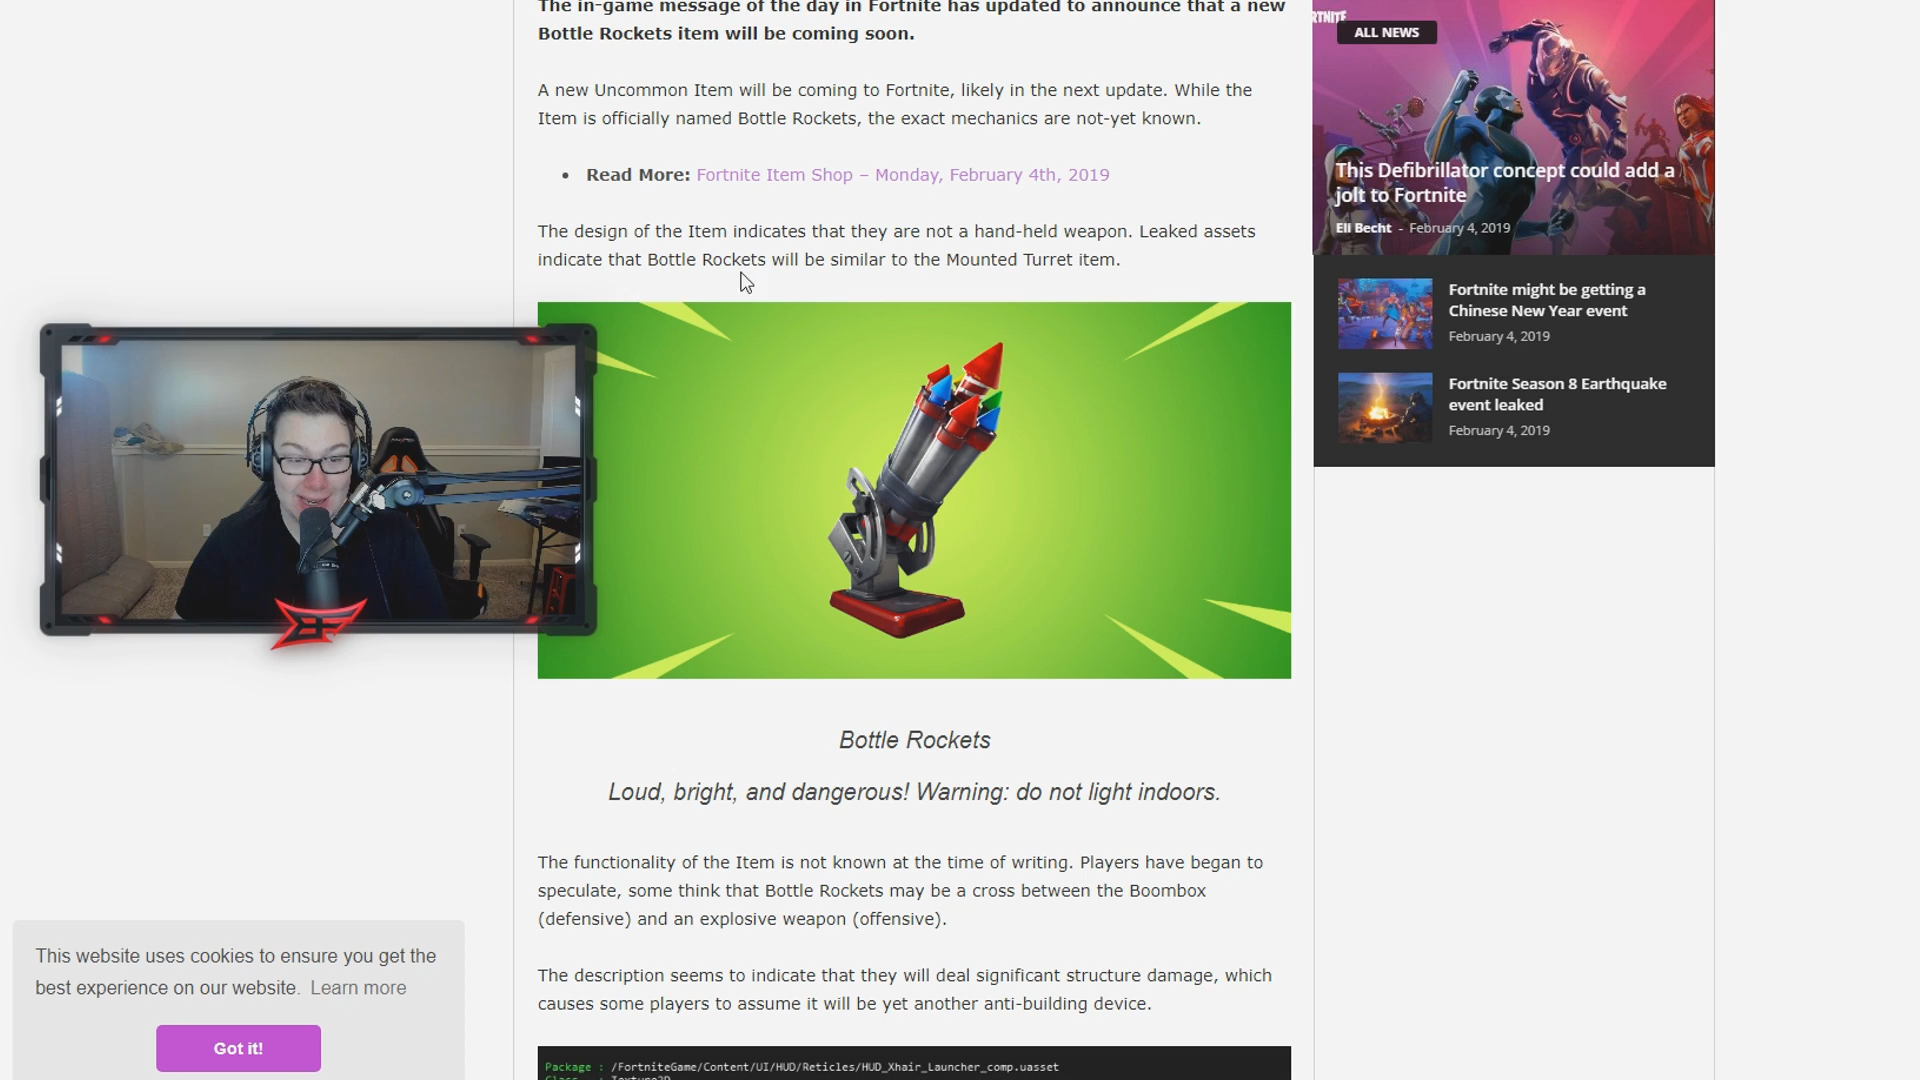 The in-game message of the day in Fortnite has updated to announce that a new
Bottle Rockets item will be coming soon.
A new Uncommon Item will be coming to Fortnite, likely in the next update. While the
Item is officially named Bottle Rockets, the exact mechanics are not-yet known.
• Read More: Fortnite Item Shop – Monday, February 4th, 2019
The design of the Item indicates that they are not a hand-held weapon. Leaked assets
indicate that Bottle Rockets will be similar to the Mounted Turret item.
Bottle Rockets
Loud, bright, and dangerous! Warning: do not light indoors.
The functionality of the Item is not known at the time of writing. Players have began to
speculate, some think that Bottle Rockets may be a cross between the Boombox
(defensive) and an explosive weapon (offensive).
The description seems to indicate that they will deal significant structure damage, which
causes some players to assume it will be yet another anti-building device.
Package : /FortniteGame/Content/UI/HUD/Reticles/HUD_Xhair_Launcher_comp.uasset
ALL NEWS
This Defibrillator concept could add a
jolt to Fortnite
Eli Becht - February 4, 2019
Fortnite might be getting a
Chinese New Year event
February 4, 2019
Fortnite Season 8 Earthquake
event leaked
February 4, 2019
This website uses cookies to ensure you get the
best experience on our website. Learn more
Got it!